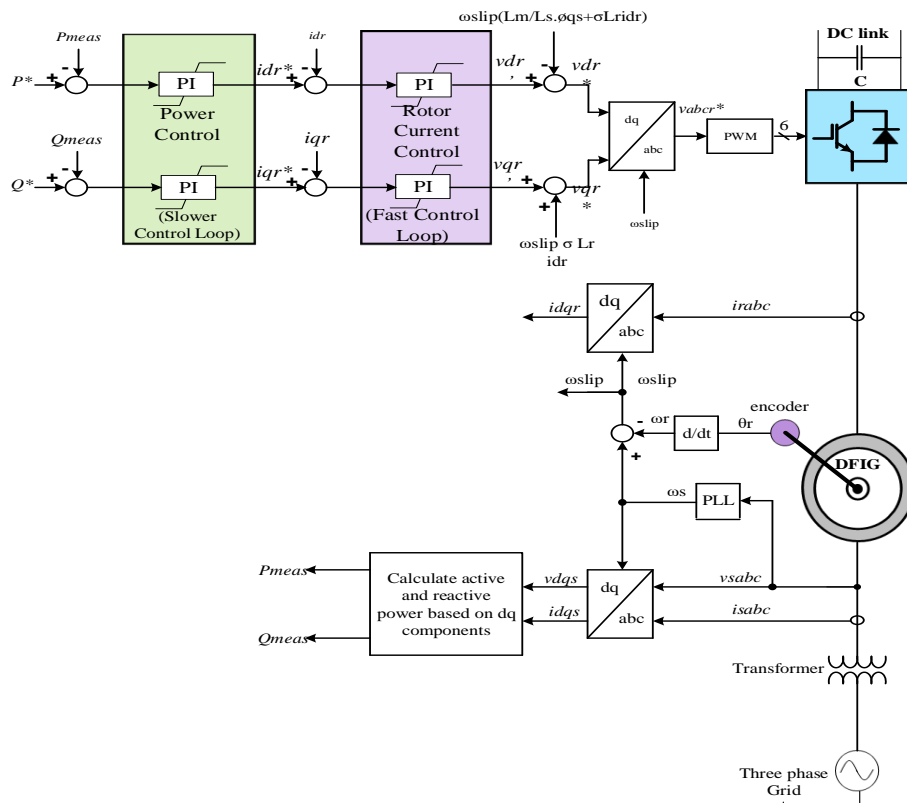 ωslip(Lm/Ls.øqs+σLridr)
DC link
C
Pmeas
idr
P*
-
+
PI
idr*
-
+
PI
vdr
,
-
+
vdr
*
Power
Control
Rotor
Current
Control
dq
abc
vabcr*
PWM
6
Qmeas
iqr
Q*
-
+
PI
iqr*
-
+
PI
vqr
,
+
+
vqr
*
(Slower
Control Loop)
(Fast Control
Loop)
ωslip
ωslip σ Lr
idr
idqr
dq
abc
irabc
ωslip
ωslip
encoder
-
ωr
d/dt
θr
+
DFIG
ωs
PLL
Pmeas
Calculate active
and reactive
power based on dq
components
vdqs
dq
vsabc
idqs
abc
isabc
Qmeas
Transformer
Three phase
Grid